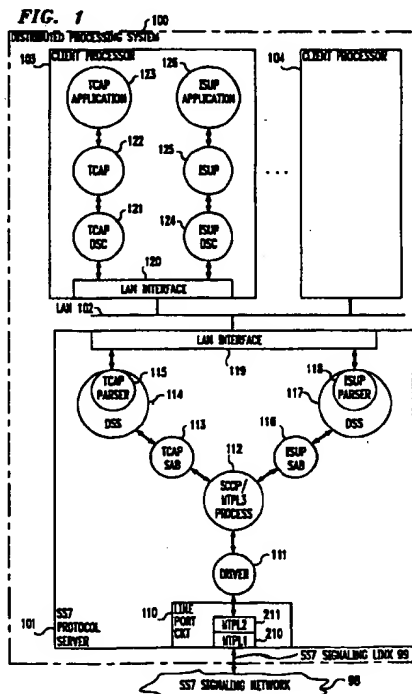 FIG. 1
DISTRIBUTED PROCESSING SYSTEM
100
103
CLIENT PROCESSOR
104
CLIENT PROCESSOR
123
TCAP
APPLICATION
126
ISUP
APPLICATION
122
TCAP
125
ISUP
121
TCAP
DSC
124
ISUP
DSC
...
120
LAN INTERFACE
LAN 102
LAN INTERFACE
119
TCAP
PARSER
115
114
DSS
ISUP
PARSER
118
117
DSS
113
TCAP
SAB
116
ISUP
SAB
112
SCCP/
MTPL3
PROCESS
111
DRIVER
110
LINE
PORT
CKT
211
MTPL2
210
MTPL1
101
SS7
PROTOCOL
SERVER
SS7 SIGNALING LINK 99
SS7 SIGNALING NETWORK
98